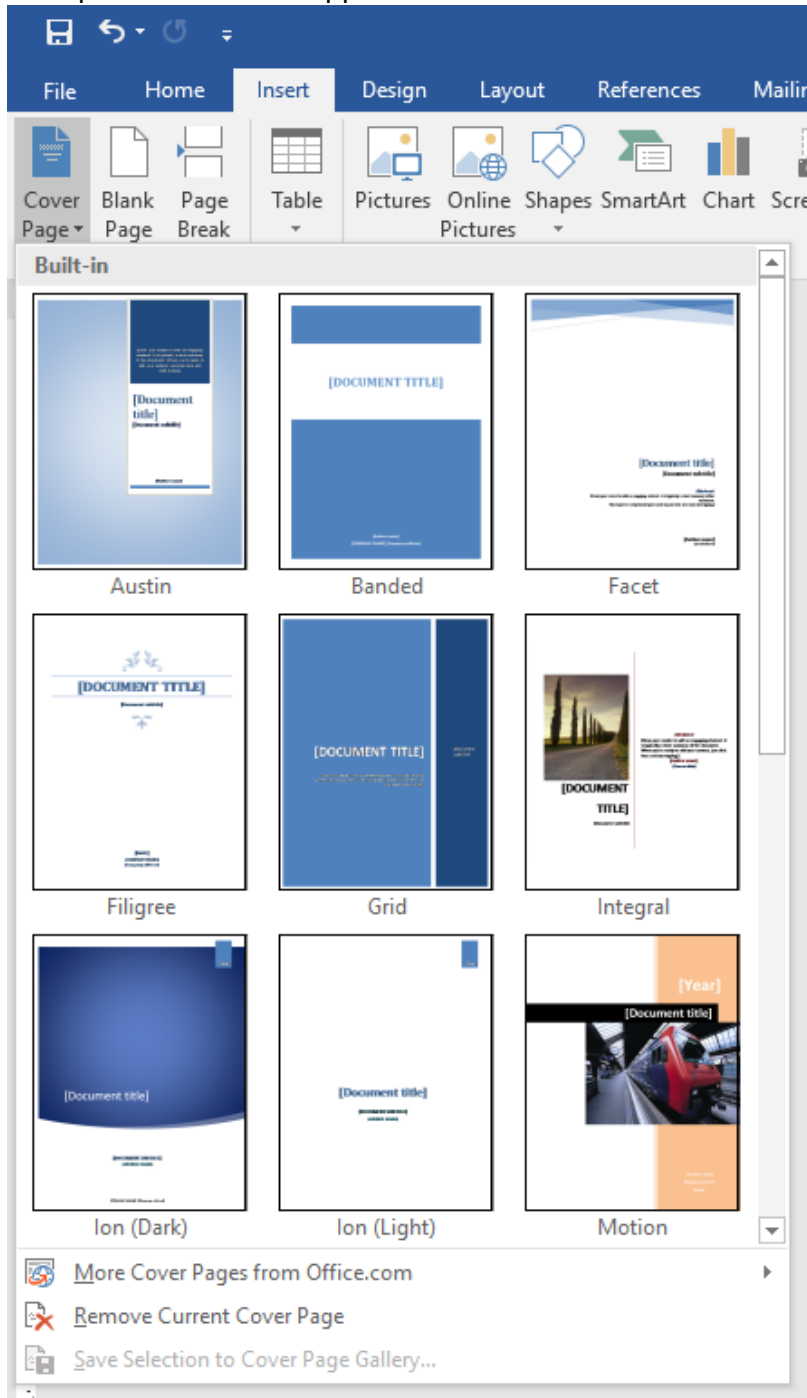 File Home Insert Design Layout References
Cover Page Blank Page Page Break Table Pictures Online Pictures Shapes SmartArt Chart
Built-in
[Document title]
[DOCUMENT TITLE]
[Document title]
Austin Banded Facet
[DOCUMENT TITLE]
[DOCUMENT TITLE]
[DOCUMENT TITLE]
Filigree Grid Integral
[Document title]
[Document title]
[Year]
[Document title]
Ion (Dark) Ion (Light) Motion
More Cover Pages from Office.com
Remove Current Cover Page
Save Selection to Cover Page Gallery...